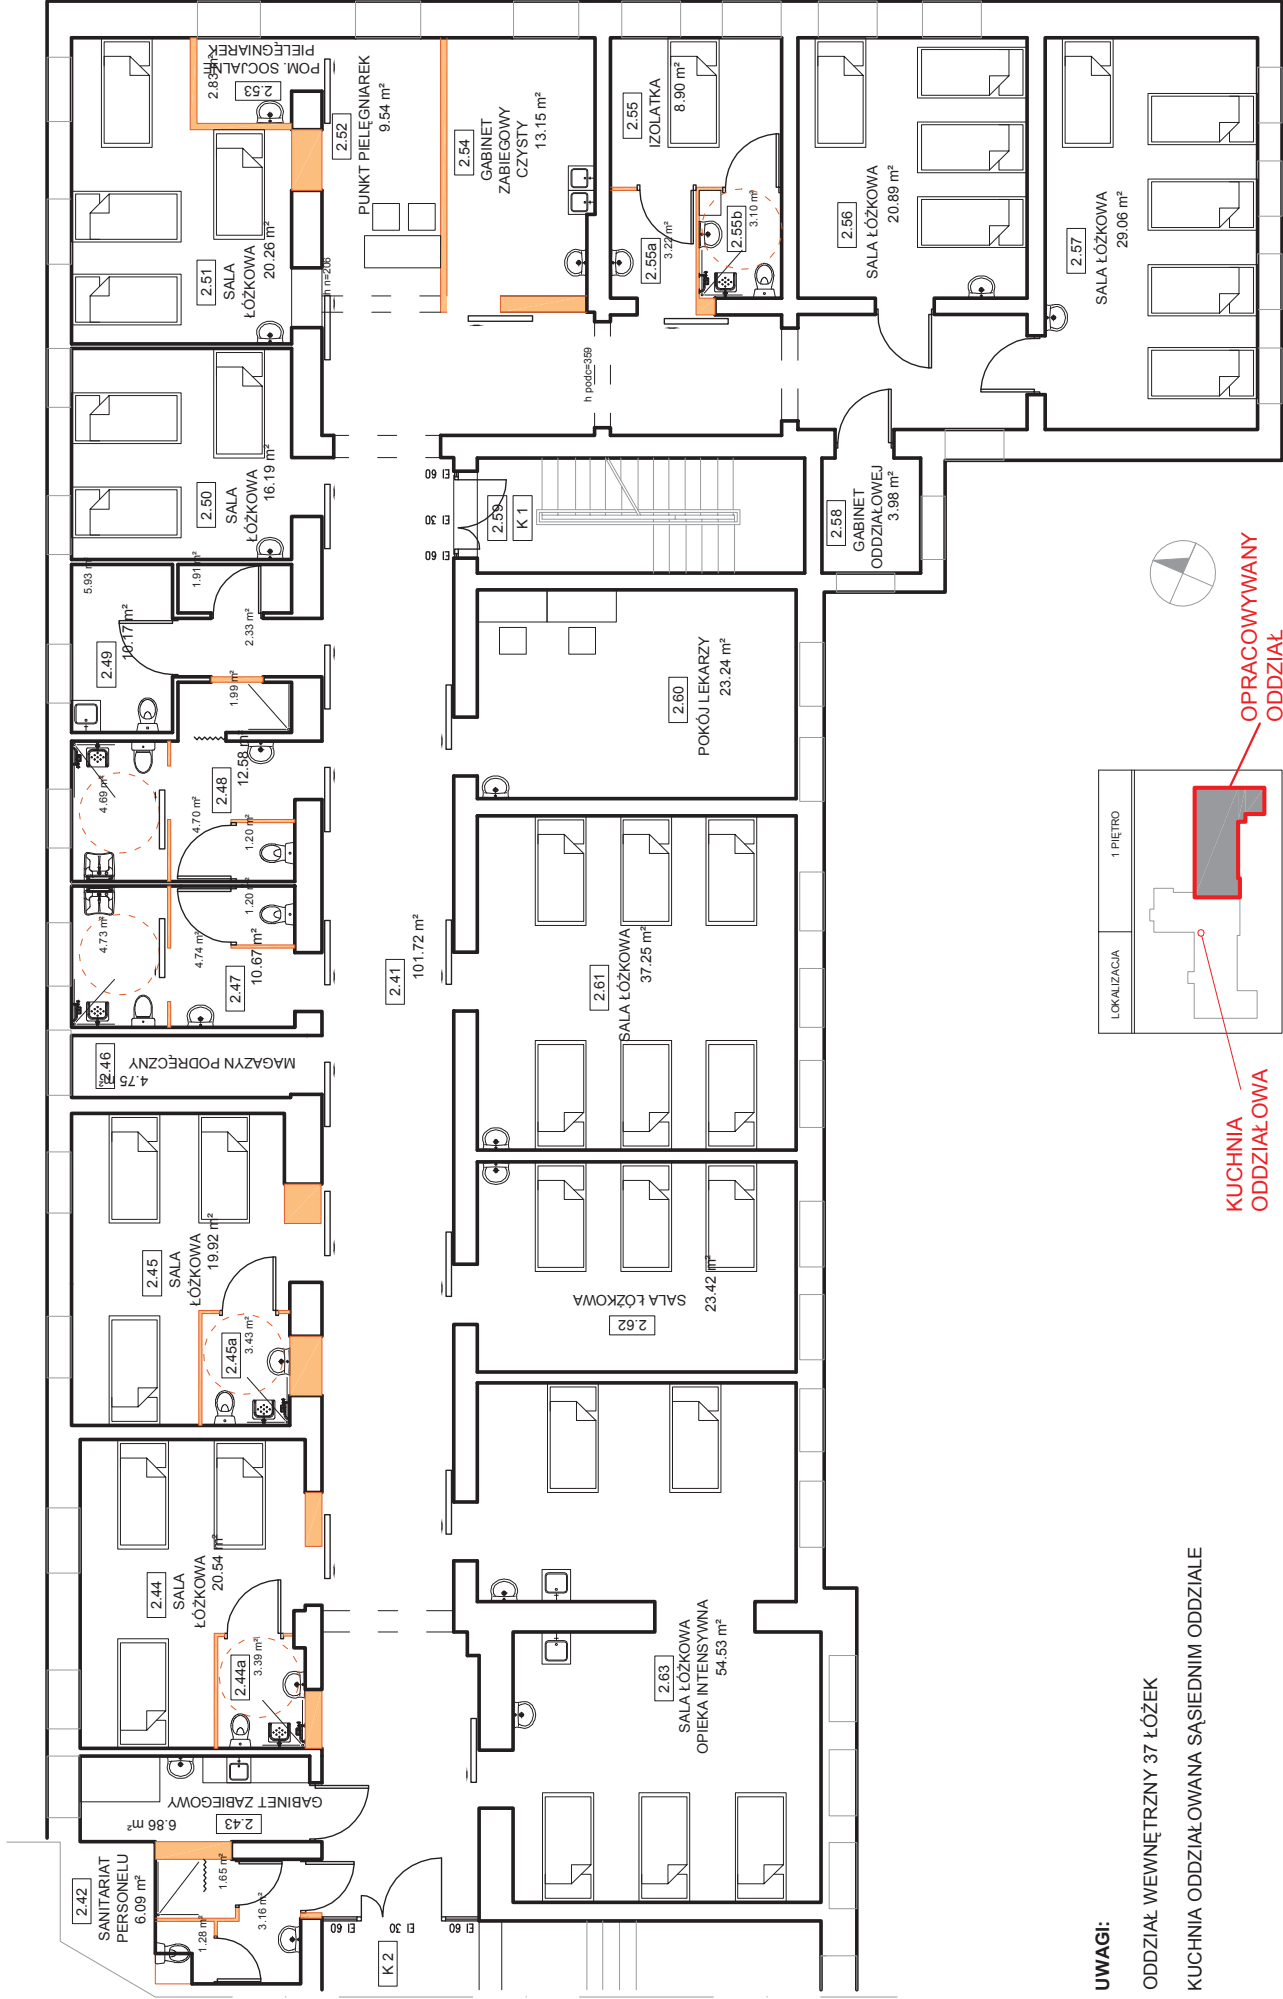 2.42
SANITARIAT
PERSONELU
6.09 m²
1.28 m²
3.16 m²
1.65 m²
2.43
GABINET ZABIEGOWY
6.86 m²
2.44
SALA
ŁÓŻKOWA
20.54 m²
2.44a
3.39 m²
2.45
SALA
ŁÓŻKOWA
19.92 m²
2.45a
3.43 m²
2.46
MAGAZYN PODRĘCZNY
4.75 m²
2.47
10.67 m²
4.73 m²
4.74 m²
1.20 m²
2.48
12.58 m²
4.69 m²
4.70 m²
1.20 m²
1.99 m²
2.49
10.17 m²
5.93 m²
2.33 m²
1.91 m²
2.50
SALA
ŁÓŻKOWA
16.19 m²
2.51
SALA
ŁÓŻKOWA
20.26 m²
2.53
POM. SOCJALNE
PIELĘGNIAREK
2.83 m²
2.52
PUNKT PIELĘGNIAREK
9.54 m²
n=206
2.54
GABINET
ZABIEGOWY
CZYSTY
13.15 m²
h podc=359
2.55
IZOLATKA
8.90 m²
2.55a
3.22 m²
2.55b
3.10 m²
2.56
SALA ŁÓŻKOWA
20.89 m²
2.57
SALA ŁÓŻKOWA
29.06 m²
2.58
GABINET
ODDZIAŁOWEJ
3.98 m²
2.59
K 1
EI 60
EI 30
EI 60
2.41
101.72 m²
2.60
POKÓJ LEKARZY
23.24 m²
2.61
SALA ŁÓŻKOWA
37.25 m²
2.62
SALA ŁÓŻKOWA
23.42 m²
2.63
SALA ŁÓŻKOWA
OPIEKA INTENSYWNA
54.53 m²
K 2
EI 60
EI 30
EI 60
LOKALIZACJA
1 PIĘTRO
KUCHNIA
ODDZIAŁOWA
OPRACOWYWANY
ODDZIAŁ
UWAGI:
ODDZIAŁ WEWNĘTRZNY 37 ŁÓŻEK
KUCHNIA ODDZIAŁOWANA SĄSIEDNIM ODDZIALE